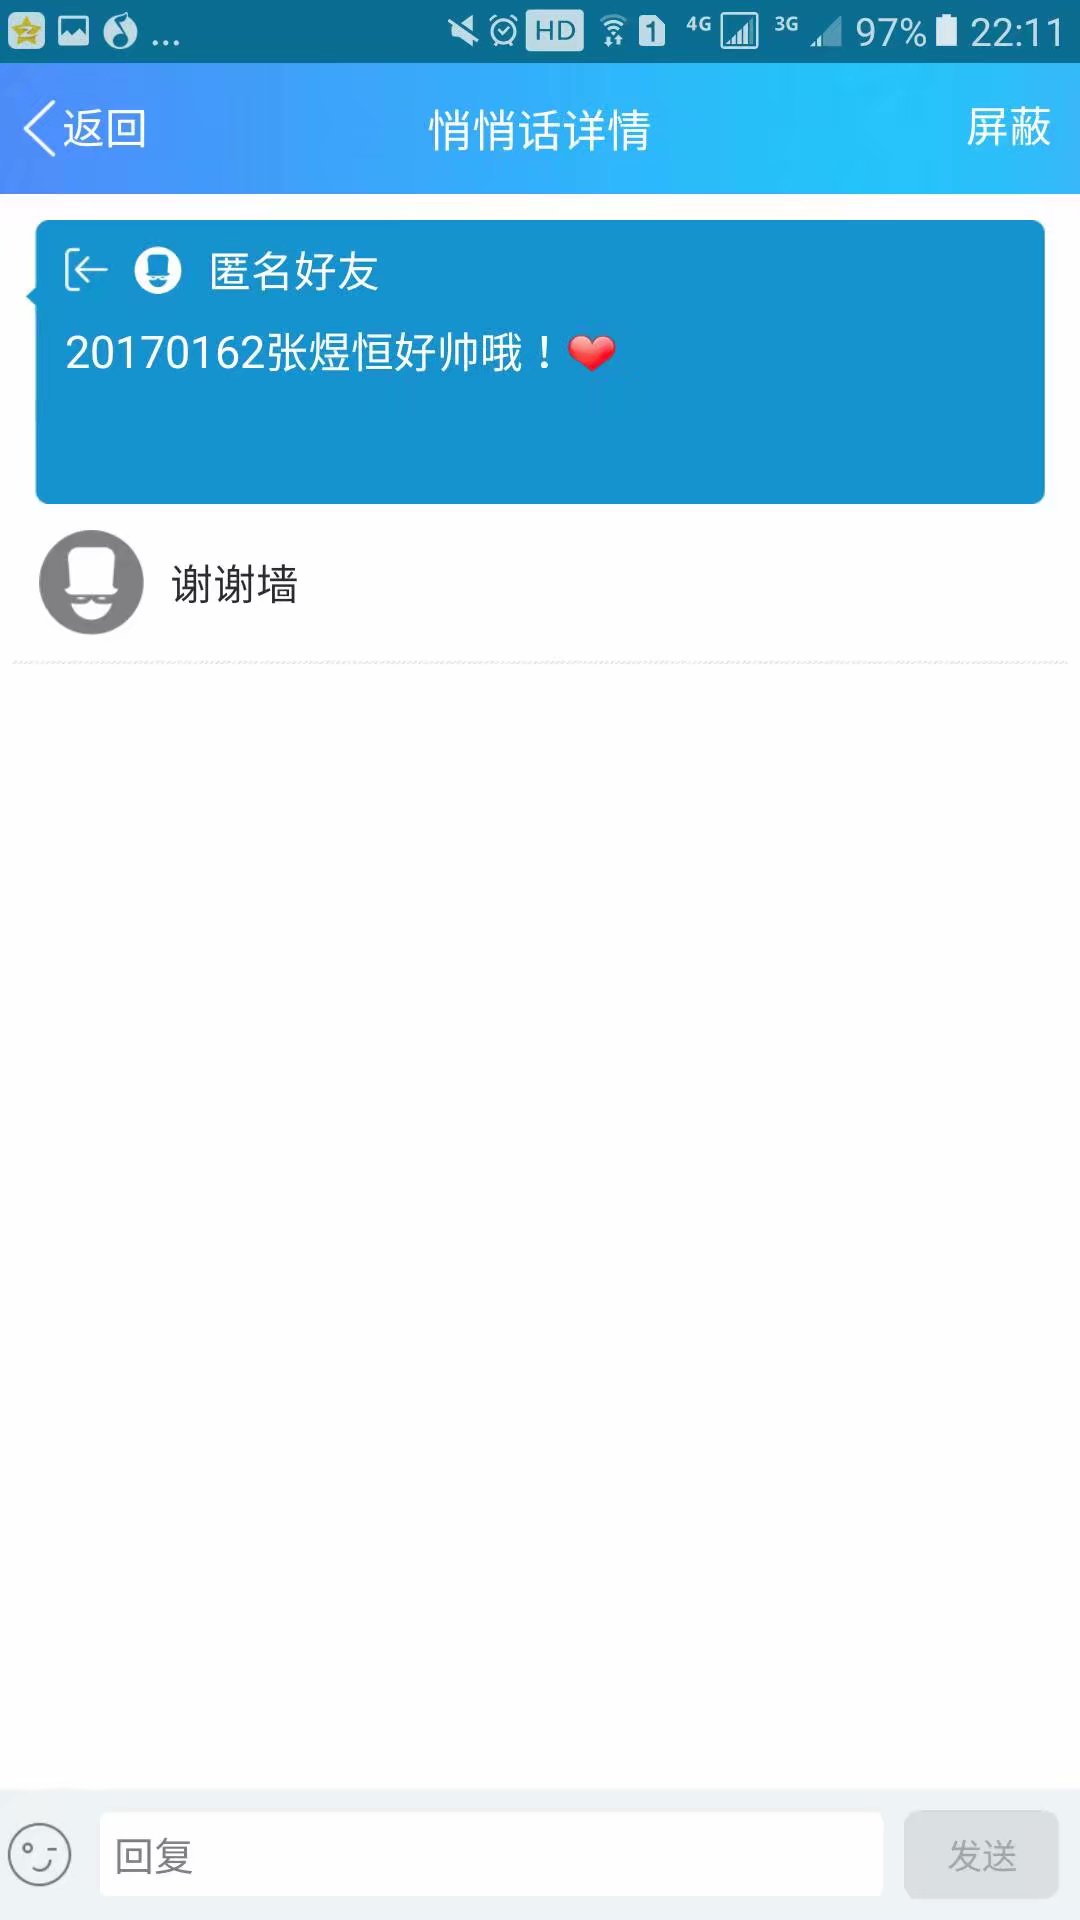 ... HD 1 4G 3G 97% 22:11
返回 悄悄话详情 屏蔽
匿名好友
20170162张煜恒好帅哦！❤
谢谢墙
回复 发送